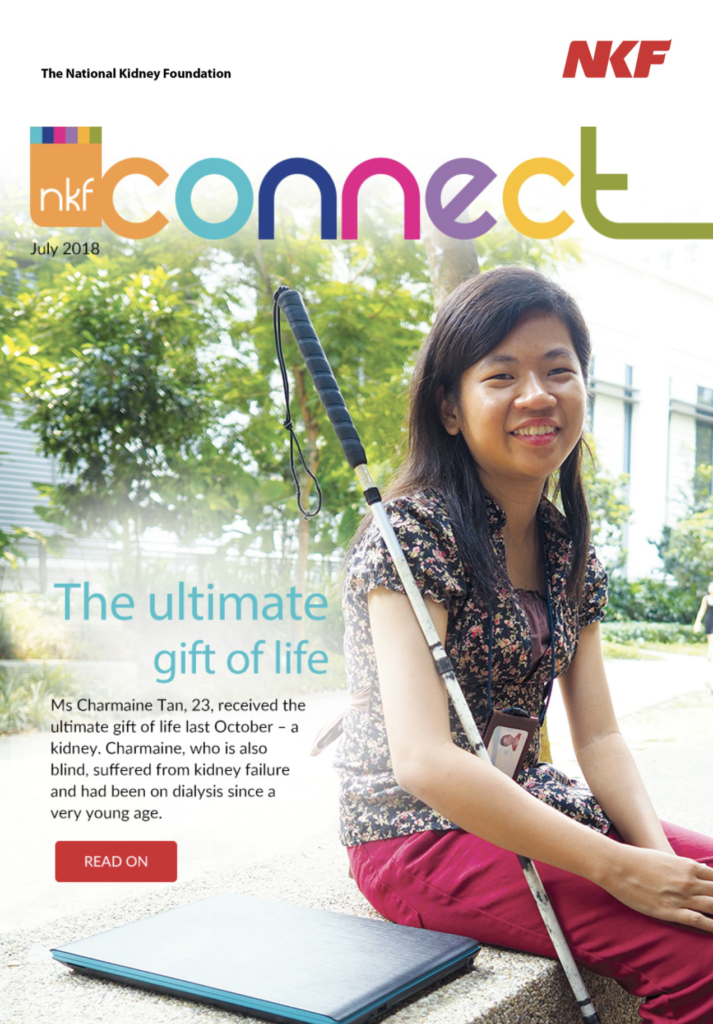 The National Kidney Foundation
NKF
nkf
connect
July 2018
The ultimate
gift of life
Ms Charmaine Tan, 23, received the
ultimate gift of life last October – a
kidney. Charmaine, who is also
blind, suffered from kidney failure
and had been on dialysis since a
very young age.
READ ON